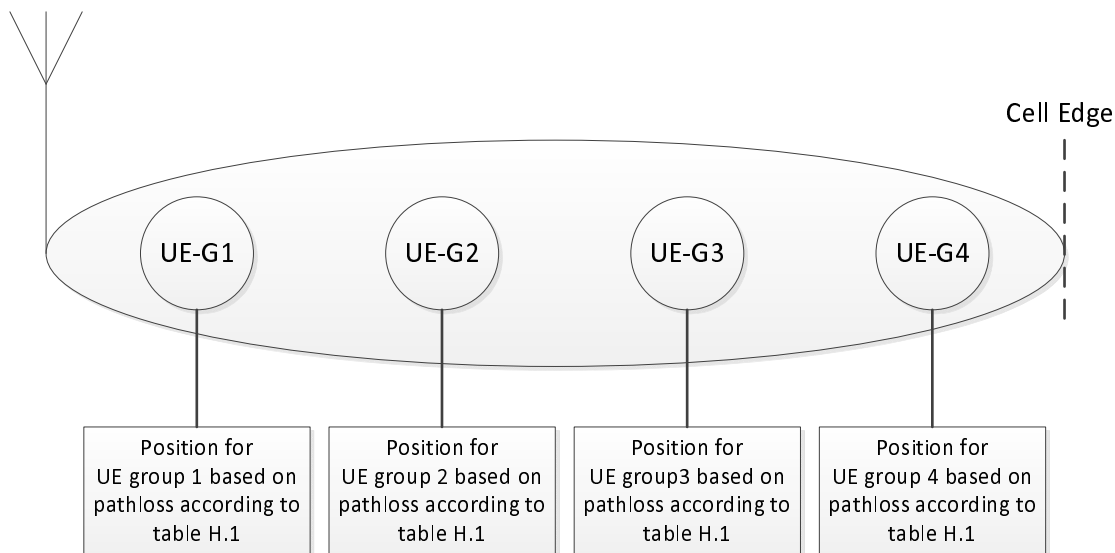 Cell Edge
UE-G1
UE-G2
UE-G3
UE-G4
Position for
UE group 1 based on
pathloss according to
table H.1
Position for
UE group 2 based on
pathloss according to
table H.1
Position for
UE group3 based on
pathloss according to
table H.1
Position for
UE group 4 based on
pathloss according to
table H.1